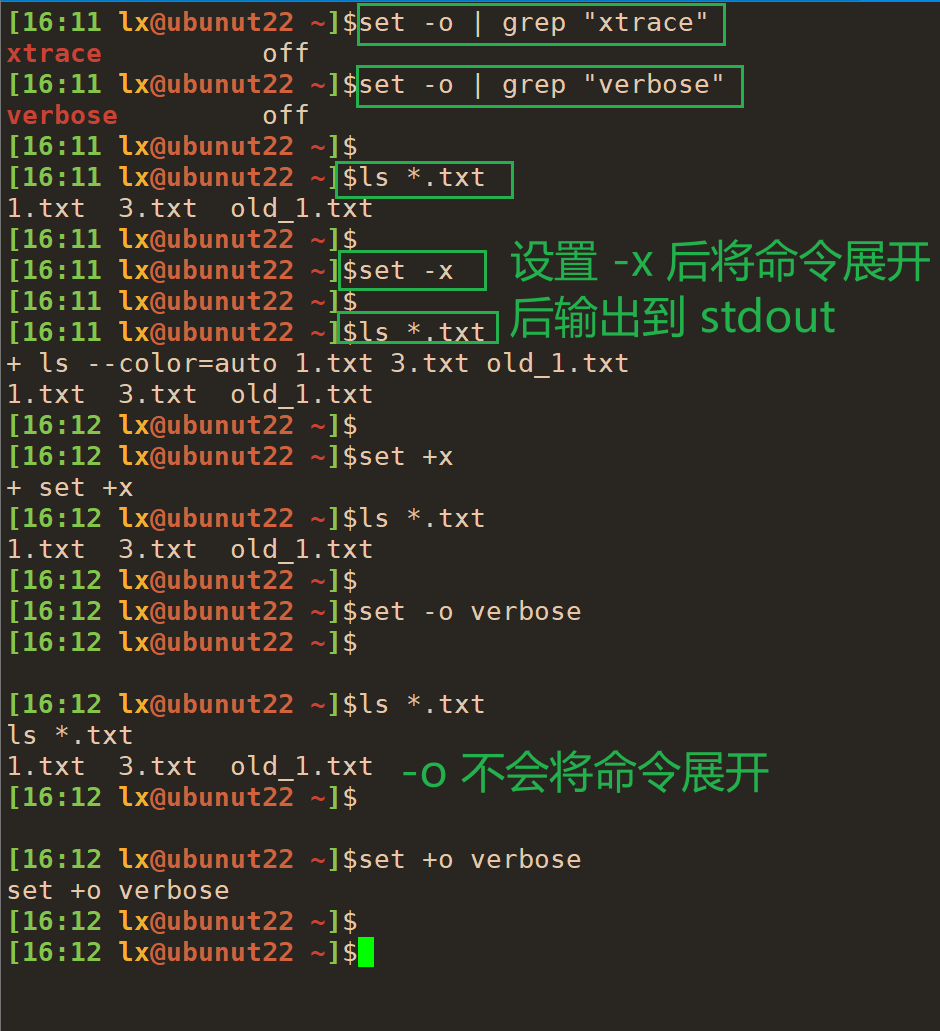 [16:11 lx@ubunut22 ~]$set -o | grep "xtrace"
xtrace          off
[16:11 lx@ubunut22 ~]$set -o | grep "verbose"
verbose         off
[16:11 lx@ubunut22 ~]$
[16:11 lx@ubunut22 ~]$ls *.txt
1.txt  3.txt  old_1.txt
[16:11 lx@ubunut22 ~]$
[16:11 lx@ubunut22 ~]$set -x
设置 -x 后将命令展开
[16:11 lx@ubunut22 ~]$
后输出到 stdout
[16:11 lx@ubunut22 ~]$ls *.txt
+ ls --color=auto 1.txt 3.txt old_1.txt
1.txt  3.txt  old_1.txt
[16:12 lx@ubunut22 ~]$
[16:12 lx@ubunut22 ~]$set +x
+ set +x
[16:12 lx@ubunut22 ~]$ls *.txt
1.txt  3.txt  old_1.txt
[16:12 lx@ubunut22 ~]$
[16:12 lx@ubunut22 ~]$set -o verbose
[16:12 lx@ubunut22 ~]$
[16:12 lx@ubunut22 ~]$ls *.txt
ls *.txt
1.txt  3.txt  old_1.txt
-o 不会将命令展开
[16:12 lx@ubunut22 ~]$
[16:12 lx@ubunut22 ~]$set +o verbose
set +o verbose
[16:12 lx@ubunut22 ~]$
[16:12 lx@ubunut22 ~]$